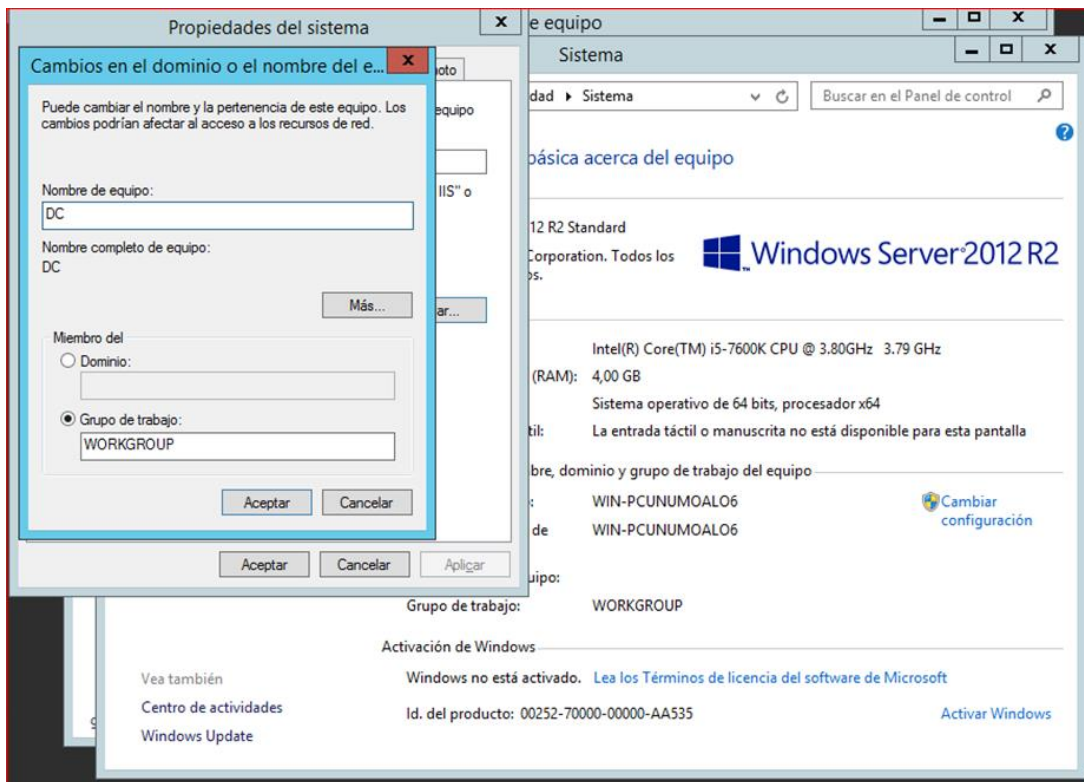 Propiedades del sistema
e equipo
Sistema
Cambios en el dominio o el nombre del e...
noto
Puede cambiar el nombre y la pertenencia de este equipo. Los
cambios podrían afectar al acceso a los recursos de red.
equipo
IIS" o
Nombre de equipo:
DC
Nombre completo de equipo:
DC
Más...
ar...
Miembro del
Dominio:
Grupo de trabajo:
WORKGROUP
Aceptar Cancelar
Aceptar Cancelar Aplicar
dad ▸ Sistema
Buscar en el Panel de control
básica acerca del equipo
12 R2 Standard
Corporation. Todos los
os.
Windows Server 2012 R2
Intel(R) Core(TM) i5-7600K CPU @ 3.80GHz 3.79 GHz
(RAM): 4,00 GB
Sistema operativo de 64 bits, procesador x64
til: La entrada táctil o manuscrita no está disponible para esta pantalla
bre, dominio y grupo de trabajo del equipo
: WIN-PCUNUMOALO6
Cambiar
configuración
de WIN-PCUNUMOALO6
uipo:
Grupo de trabajo: WORKGROUP
Activación de Windows
Windows no está activado. Lea los Términos de licencia del software de Microsoft
Id. del producto: 00252-70000-00000-AA535 Activar Windows
Vea también
Centro de actividades
Windows Update